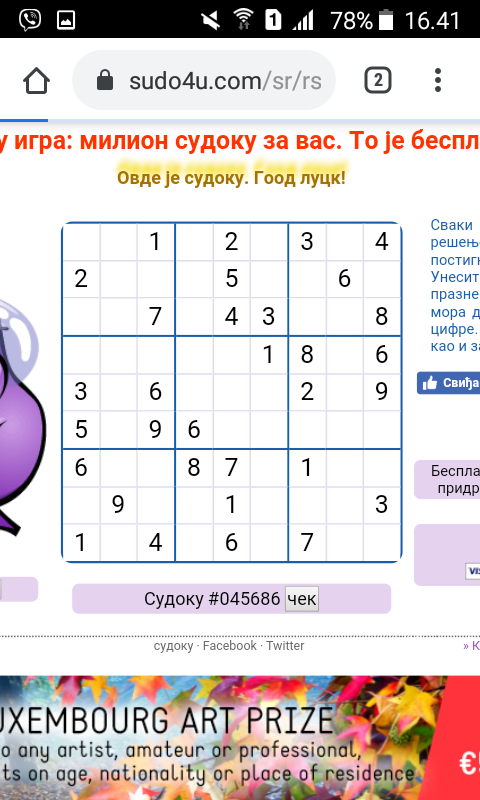 78% 16.41
sudo4u.com/sr/rs
2
у игра: милион судоку за вас. То је беспл
Овде је судоку. Гоод луцк!
1 2 3 4
2 5 6
7 4 3 8
1 8 6
3 6 2 9
5 9 6
6 8 7 1
9 1 3
1 4 6 7
Сваки
решењ
постигн
Унесит
празне
мора д
цифре.
као и з
Свиђа
Беспла
придр
VIS
Судоку #045686 чек
судоку · Facebook · Twitter
» К
UXEMBOURG ART PRIZE
o any artist, amateur or professional,
ts on age, nationality or place of residence